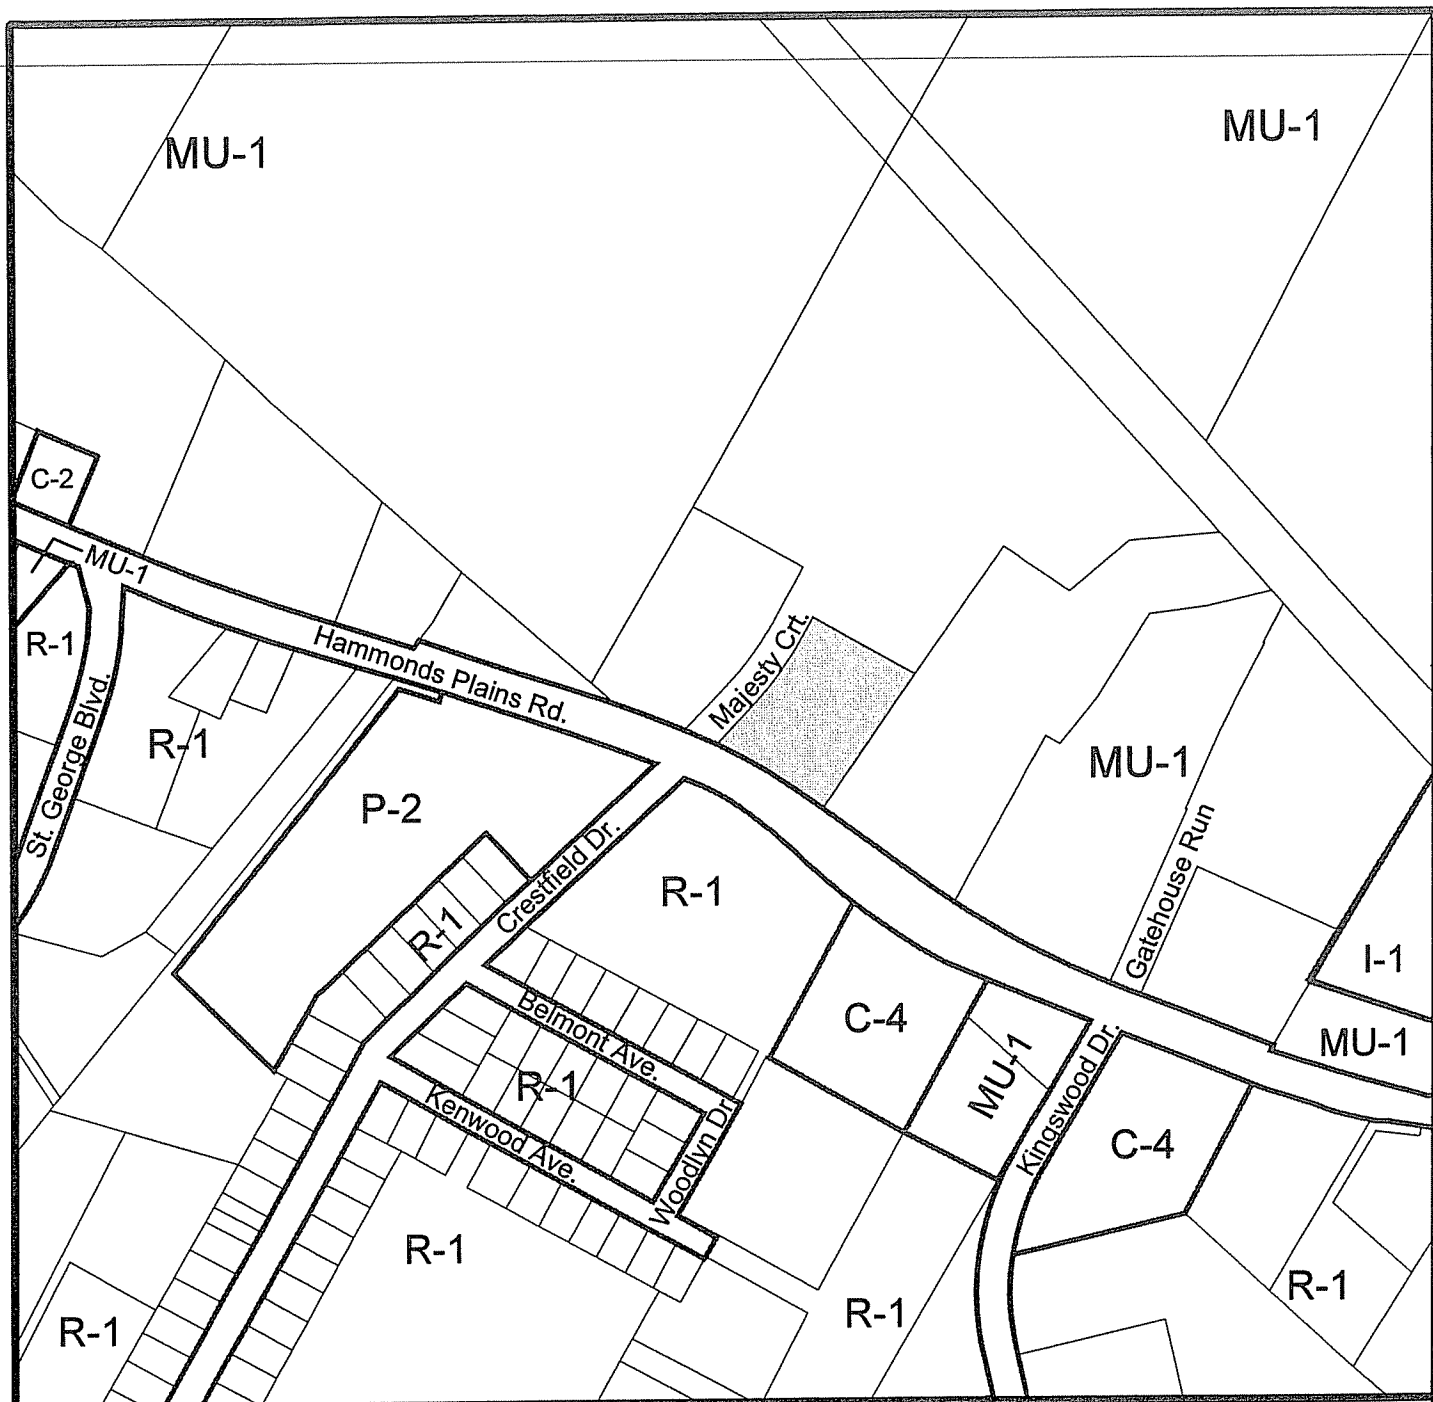 MU-1
MU-1
C-2
MU-1
R-1
Hammonds Plains Rd.
Majesty Crt.
St. George Blvd.
R-1
P-2
MU-1
Crestfield Dr.
R-1
R-1
Gatehouse Run
I-1
C-4
MU-1
MU-1
Belmont Ave.
R-1
Kenwood Ave.
Woodlyn Dr.
Kingswood Dr.
C-4
R-1
R-1
R-1
R-1